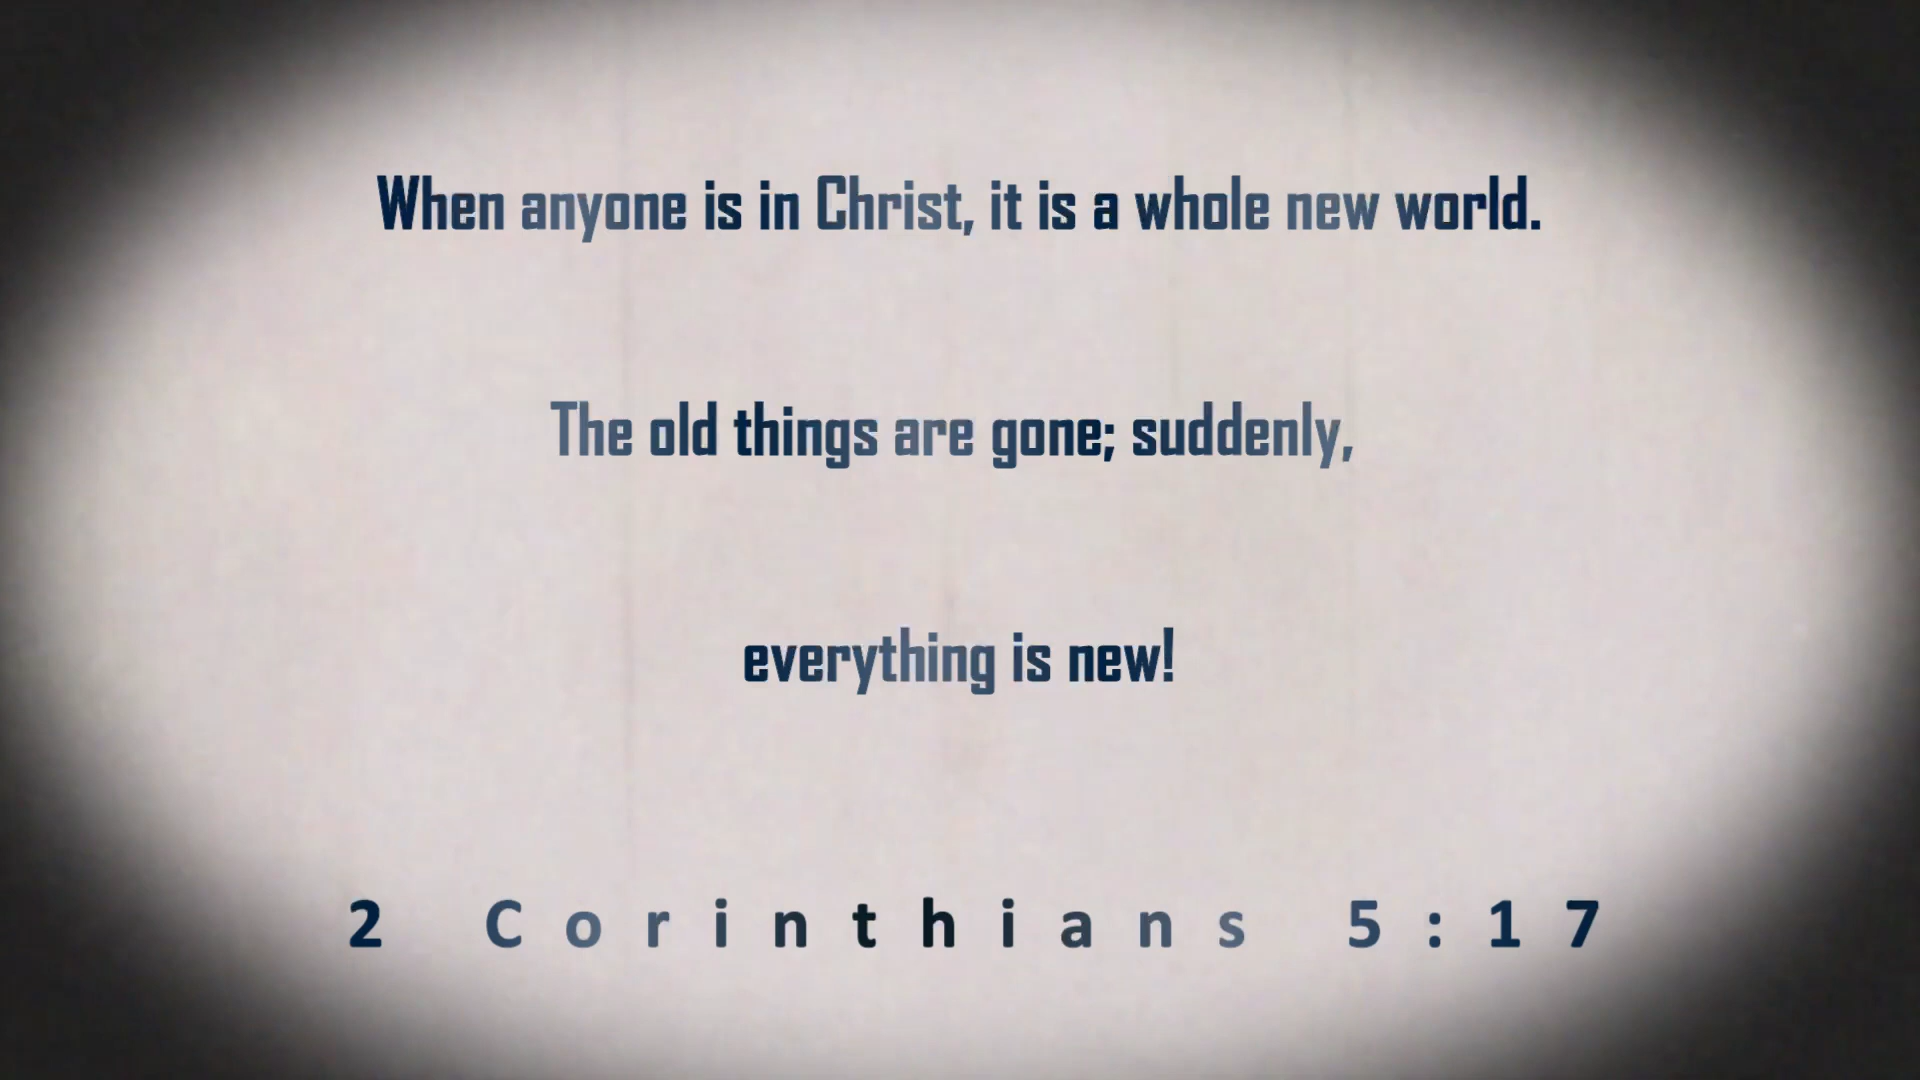 When anyone is in Christ, it is a whole new world.
The old things are gone; suddenly,
everything is new!
2 Corinthians 5:17